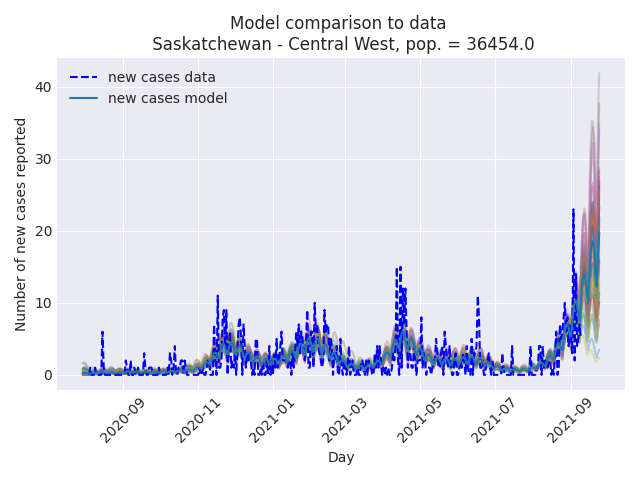 Model comparison to data
Saskatchewan - Central West, pop. = 36454.0
new cases data
new cases model
Number of new cases reported
40
30
20
10
0
2020-09
2020-11
2021-01
2021-03
2021-05
2021-07
2021-09
Day